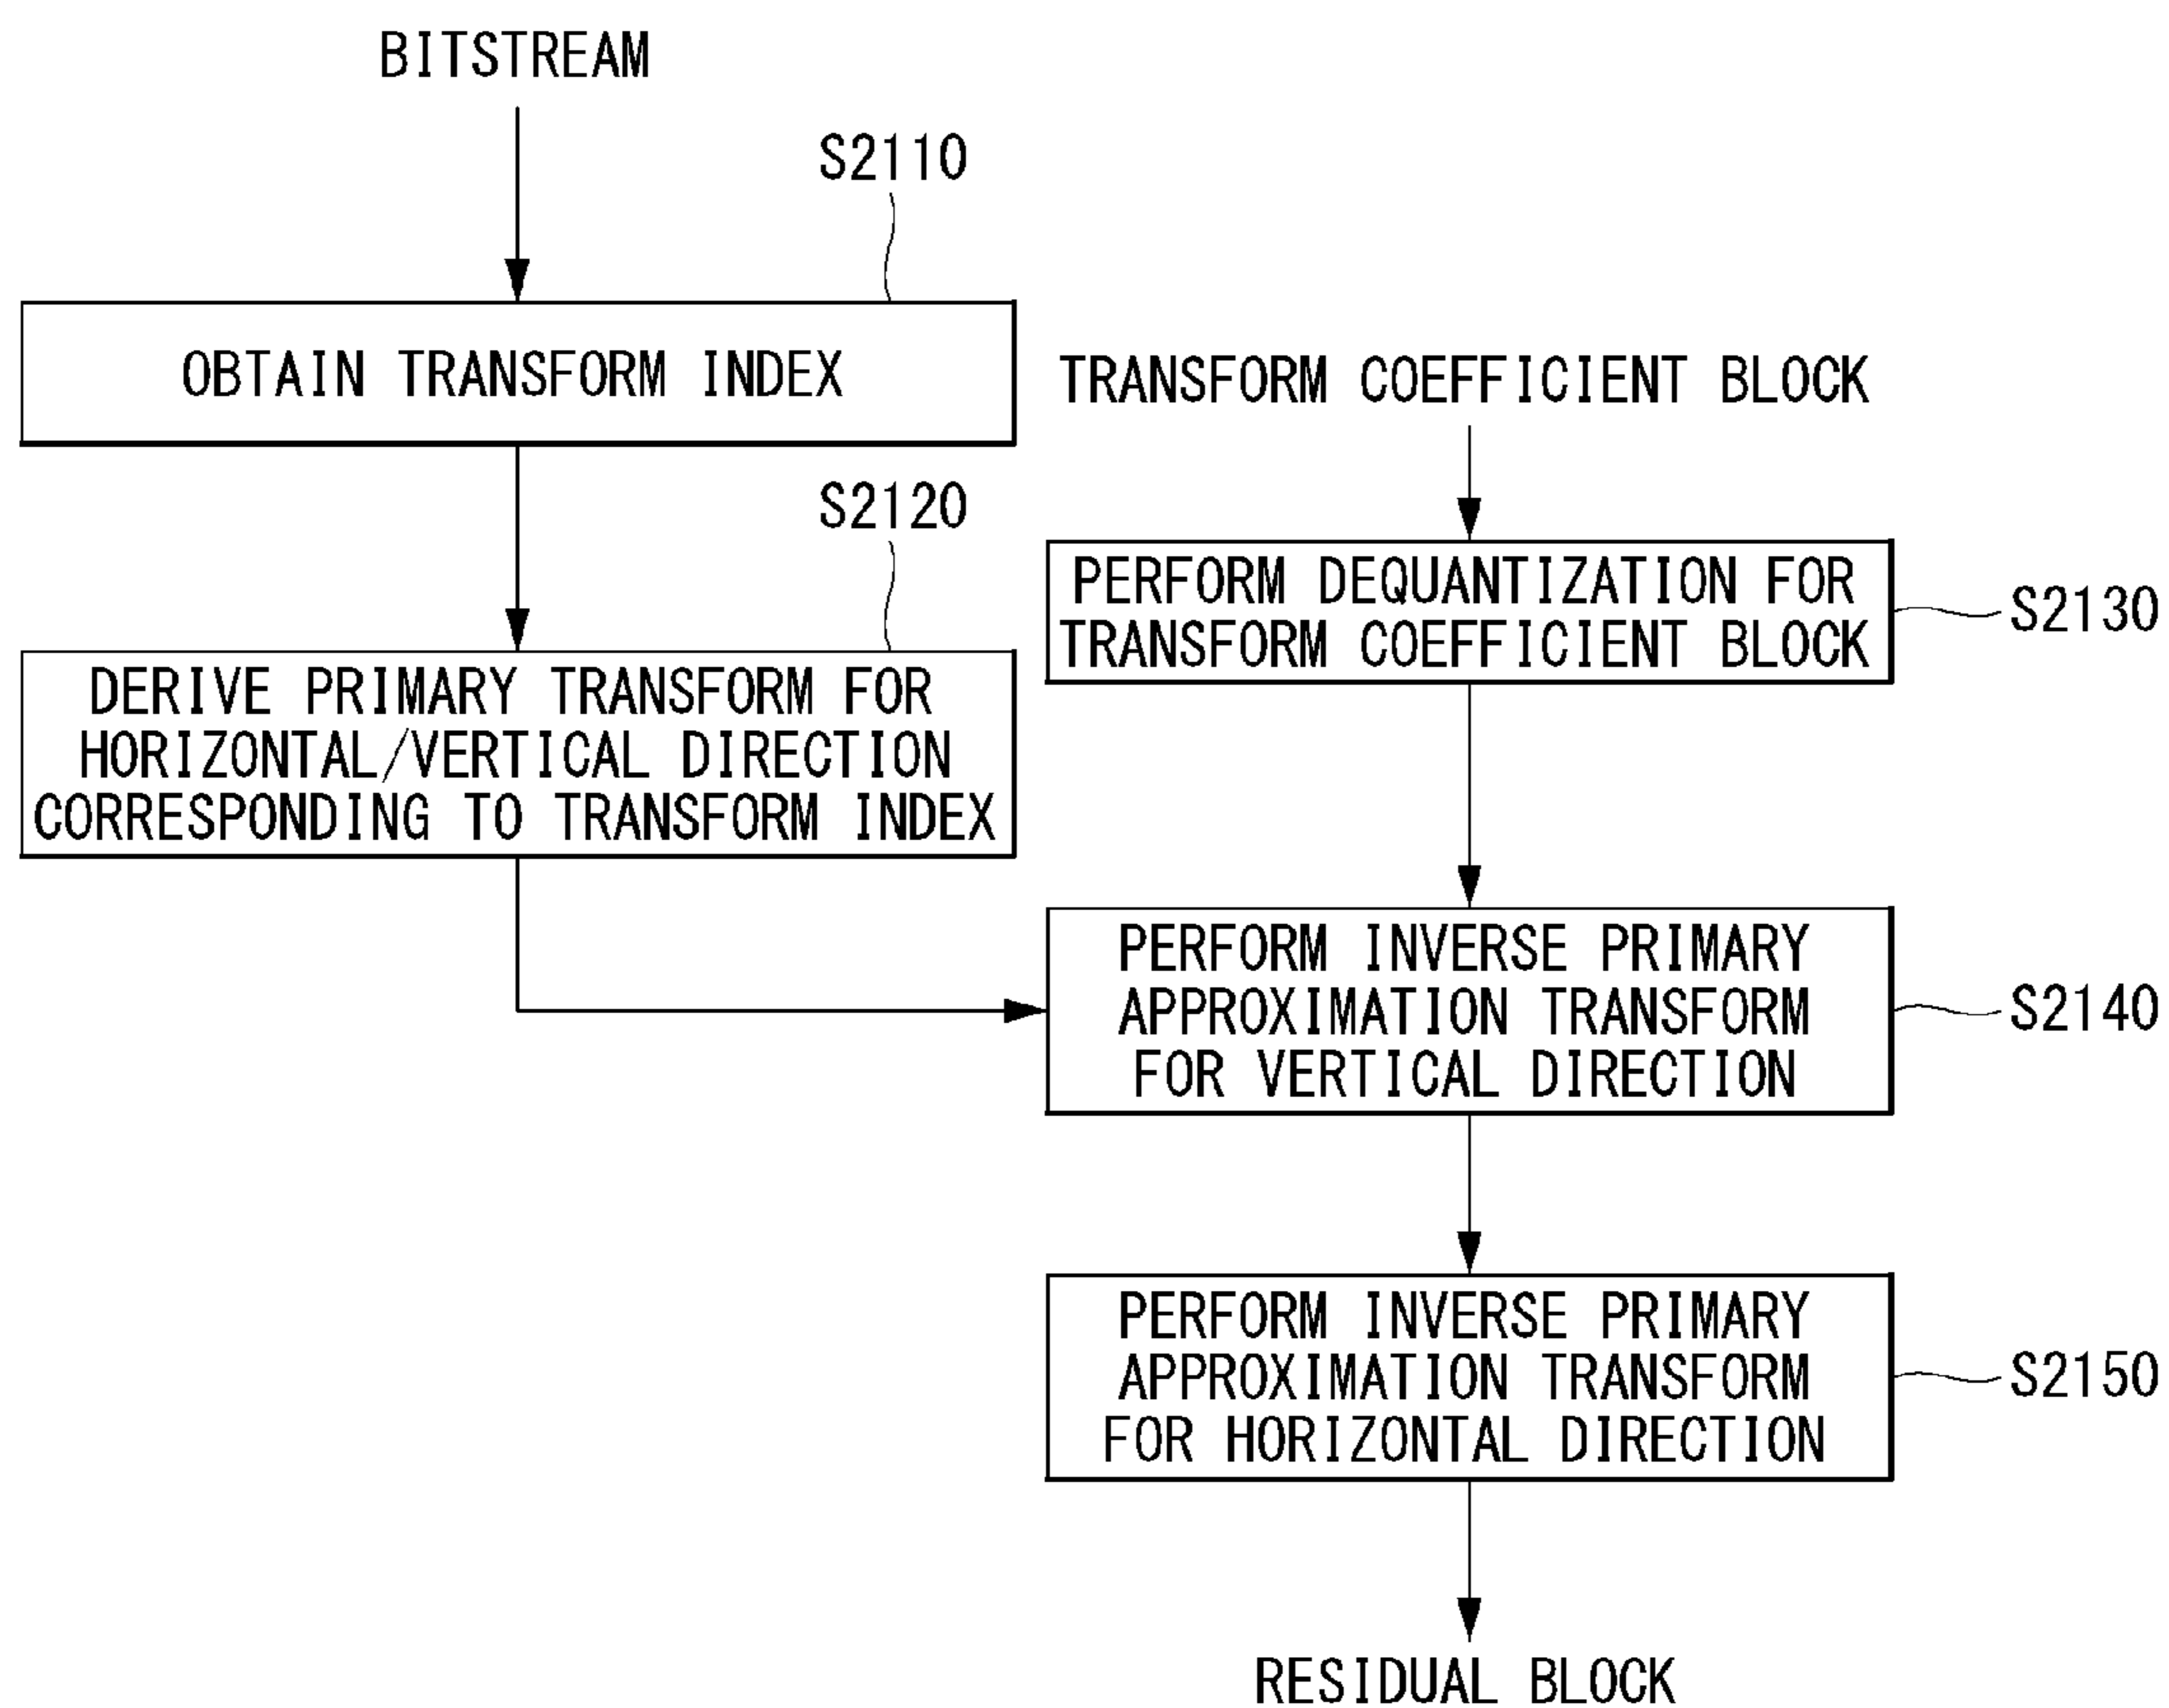 BITSTREAM
S2110
OBTAIN TRANSFORM INDEX
S2120
DERIVE PRIMARY TRANSFORM FOR
HORIZONTAL/VERTICAL DIRECTION
CORRESPONDING TO TRANSFORM INDEX
TRANSFORM COEFFICIENT BLOCK
PERFORM DEQUANTIZATION FOR
TRANSFORM COEFFICIENT BLOCK
S2130
PERFORM INVERSE PRIMARY
APPROXIMATION TRANSFORM
FOR VERTICAL DIRECTION
S2140
PERFORM INVERSE PRIMARY
APPROXIMATION TRANSFORM
FOR HORIZONTAL DIRECTION
S2150
RESIDUAL BLOCK